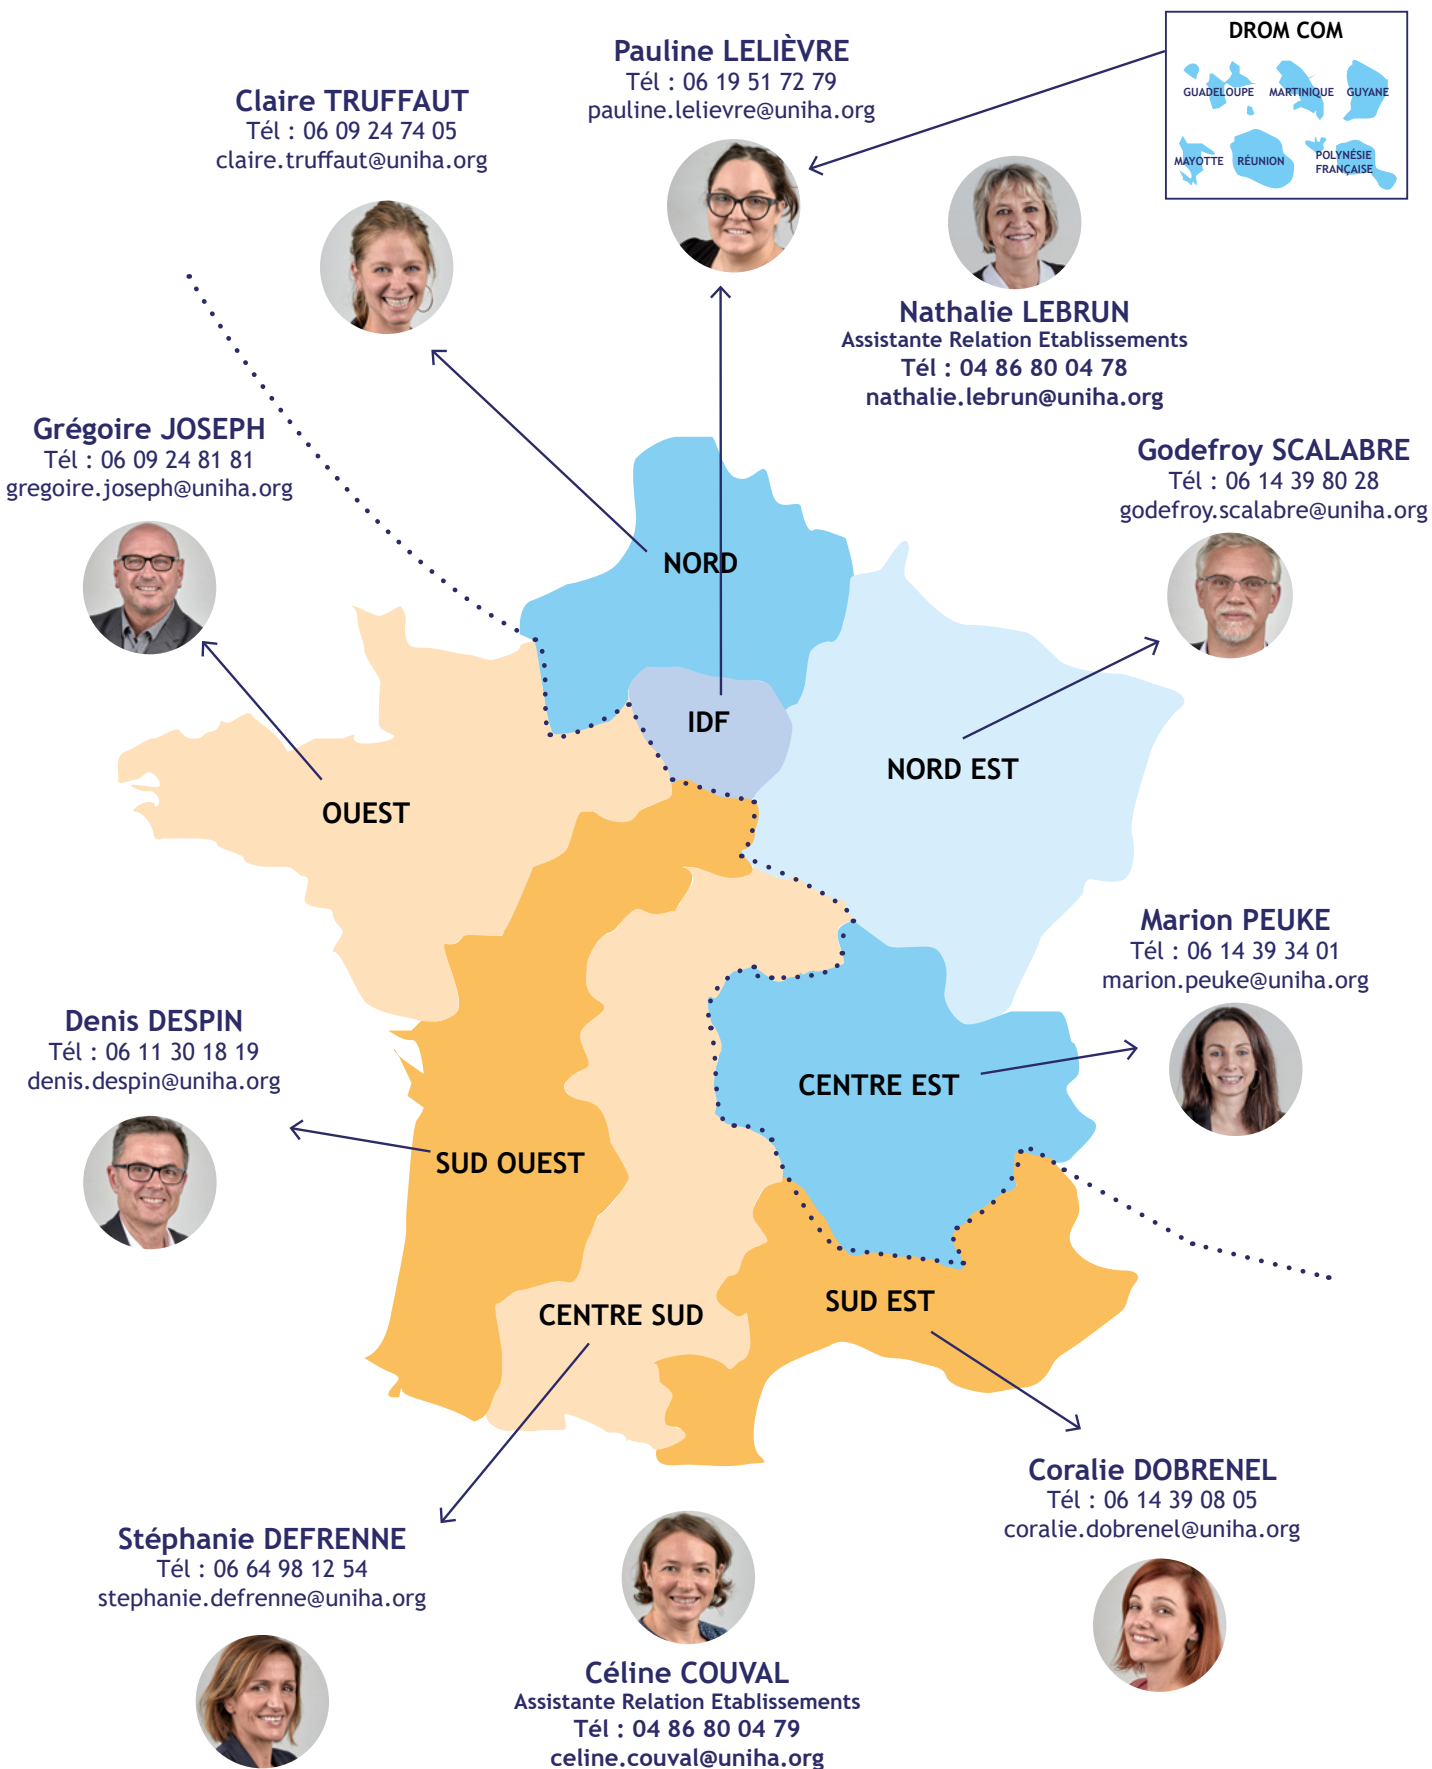 DROM COM
GUADELOUPE
MARTINIQUE
GUYANE
MAYOTTE
RÉUNION
POLYNÉSIE
FRANÇAISE
Pauline LELIÈVRE
Tél : 06 19 51 72 79
pauline.lelievre@uniha.org
Claire TRUFFAUT
Tél : 06 09 24 74 05
claire.truffaut@uniha.org
Nathalie LEBRUN
Assistante Relation Etablissements
Tél : 04 86 80 04 78
nathalie.lebrun@uniha.org
Grégoire JOSEPH
Tél : 06 09 24 81 81
gregoire.joseph@uniha.org
Godefroy SCALABRE
Tél : 06 14 39 80 28
godefroy.scalabre@uniha.org
NORD
IDF
NORD EST
OUEST
Marion PEUKE
Tél : 06 14 39 34 01
marion.peuke@uniha.org
Denis DESPIN
Tél : 06 11 30 18 19
denis.despin@uniha.org
CENTRE EST
SUD OUEST
CENTRE SUD
SUD EST
Coralie DOBRENEL
Tél : 06 14 39 08 05
coralie.dobrenel@uniha.org
Stéphanie DEFRENNE
Tél : 06 64 98 12 54
stephanie.defrenne@uniha.org
Céline COUVAL
Assistante Relation Etablissements
Tél : 04 86 80 04 79
celine.couval@uniha.org